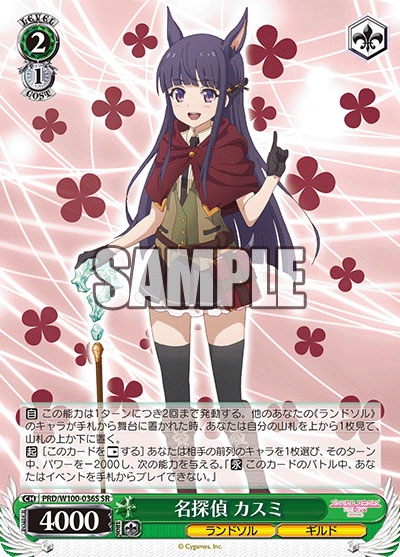 LEVEL
2
1
COST
SAMPLE
自 この能力は1ターンにつき2回まで発動する。他のあなたの《ランドソル》
のキャラが手札から舞台に置かれた時、あなたは自分の山札を上から1枚見て、
山札の上か下に置く。
起［この カードを する］あなたは相手の前列のキャラを1枚選び、そのターン
中、パワーを－2000し、次の能力を与える。『永 このカードのバトル中、あな
たはイベントを手札からプレイできない。』
CH PRD/W100-036S SR
POWER
4000
名探偵 カスミ
ランドソル
ギルド
© Cygames, Inc.